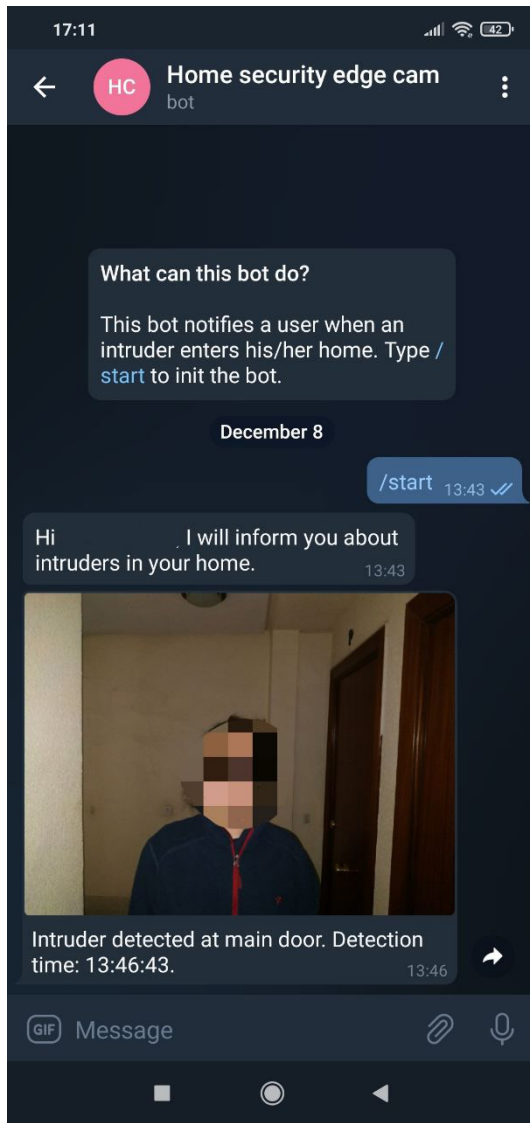 17:11
42
HC
Home security edge cam
bot
What can this bot do?
This bot notifies a user when an
intruder enters his/her home. Type /
start to init the bot.
December 8
/start 13:43
Hi , I will inform you about
intruders in your home. 13:43
Intruder detected at main door. Detection
time: 13:46:43. 13:46
GIF Message